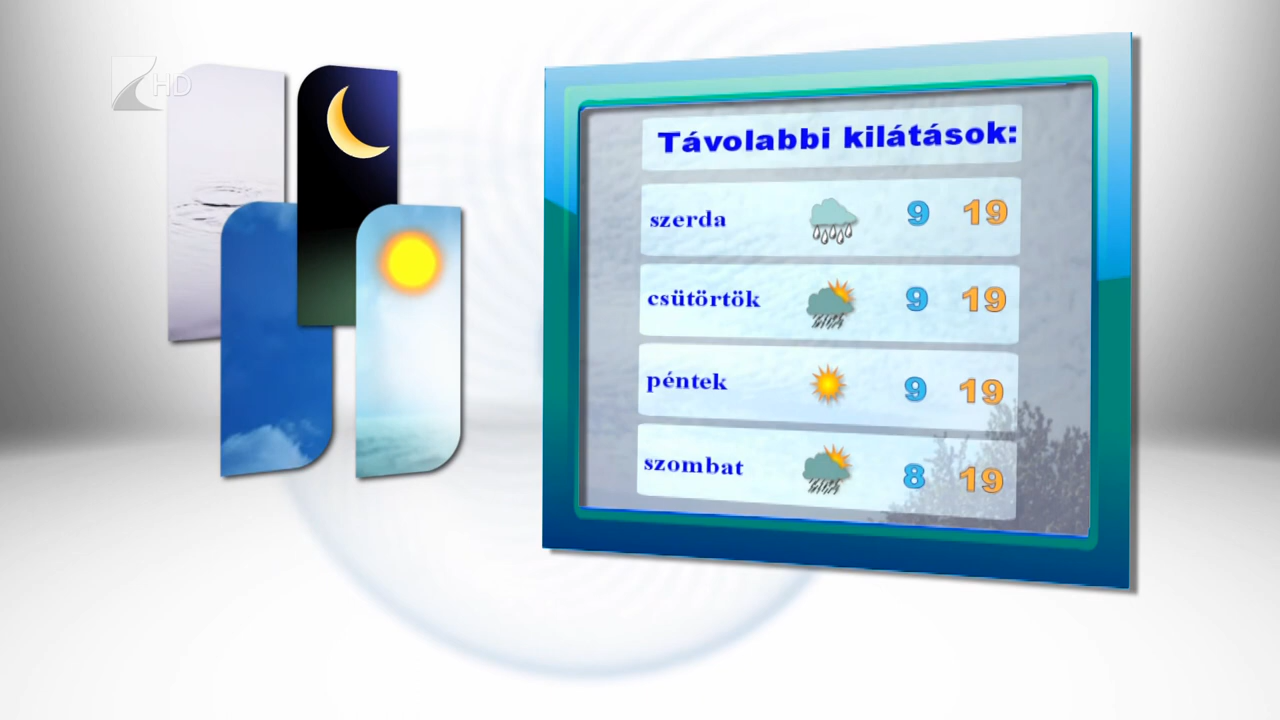 HD
Távolabbi kilátások:
szerda 9 19
csütörtök 9 19
péntek 9 19
szombat 8 19